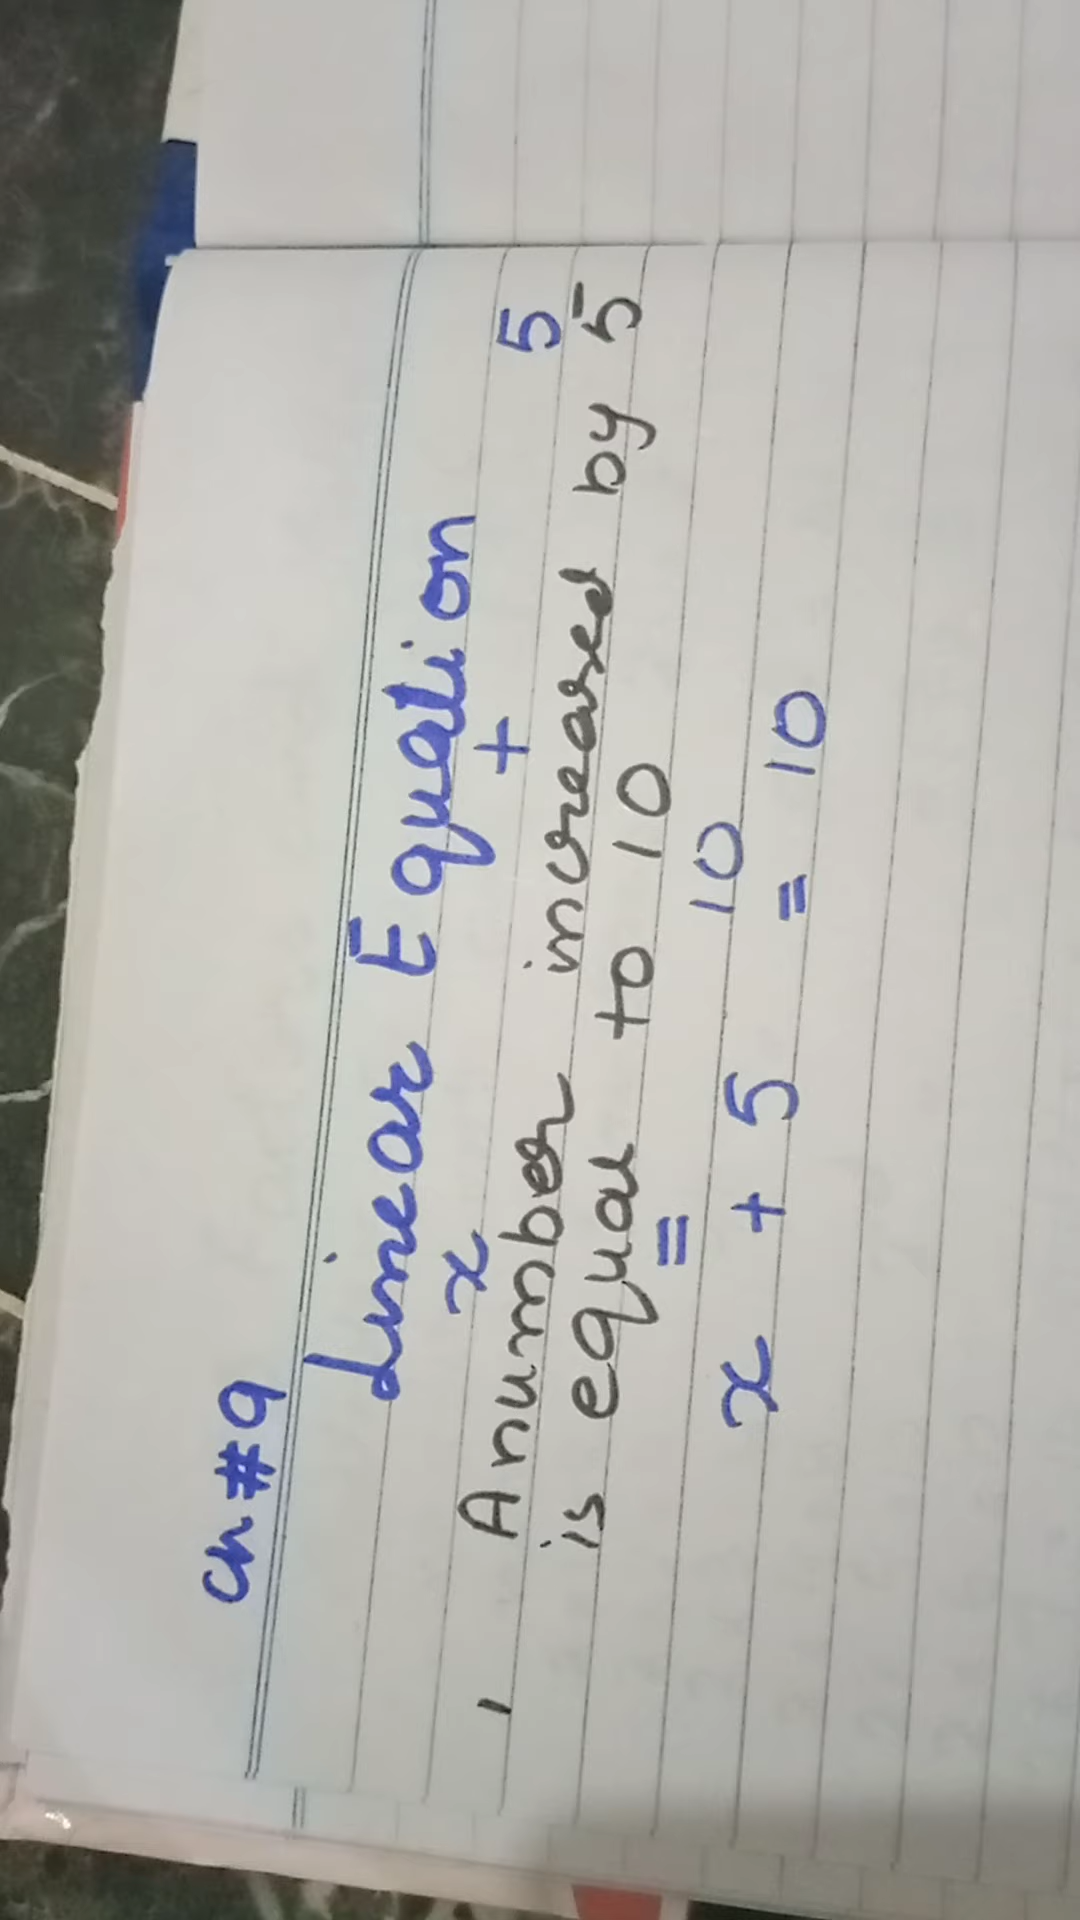 Ch#9
Linear Equation
x + 5
1 A number increased by 5
is equal to 10
= 10
x + 5 = 10